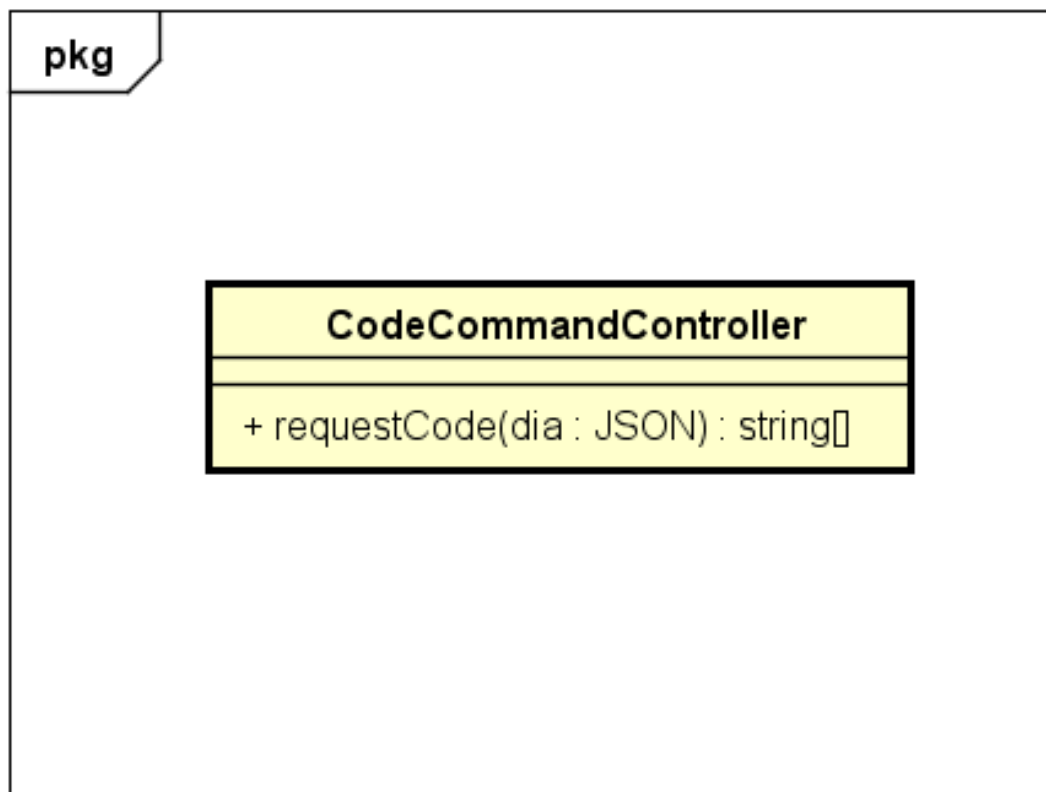 pkg
CodeCommandController
+ requestCode(dia : JSON) : string[]